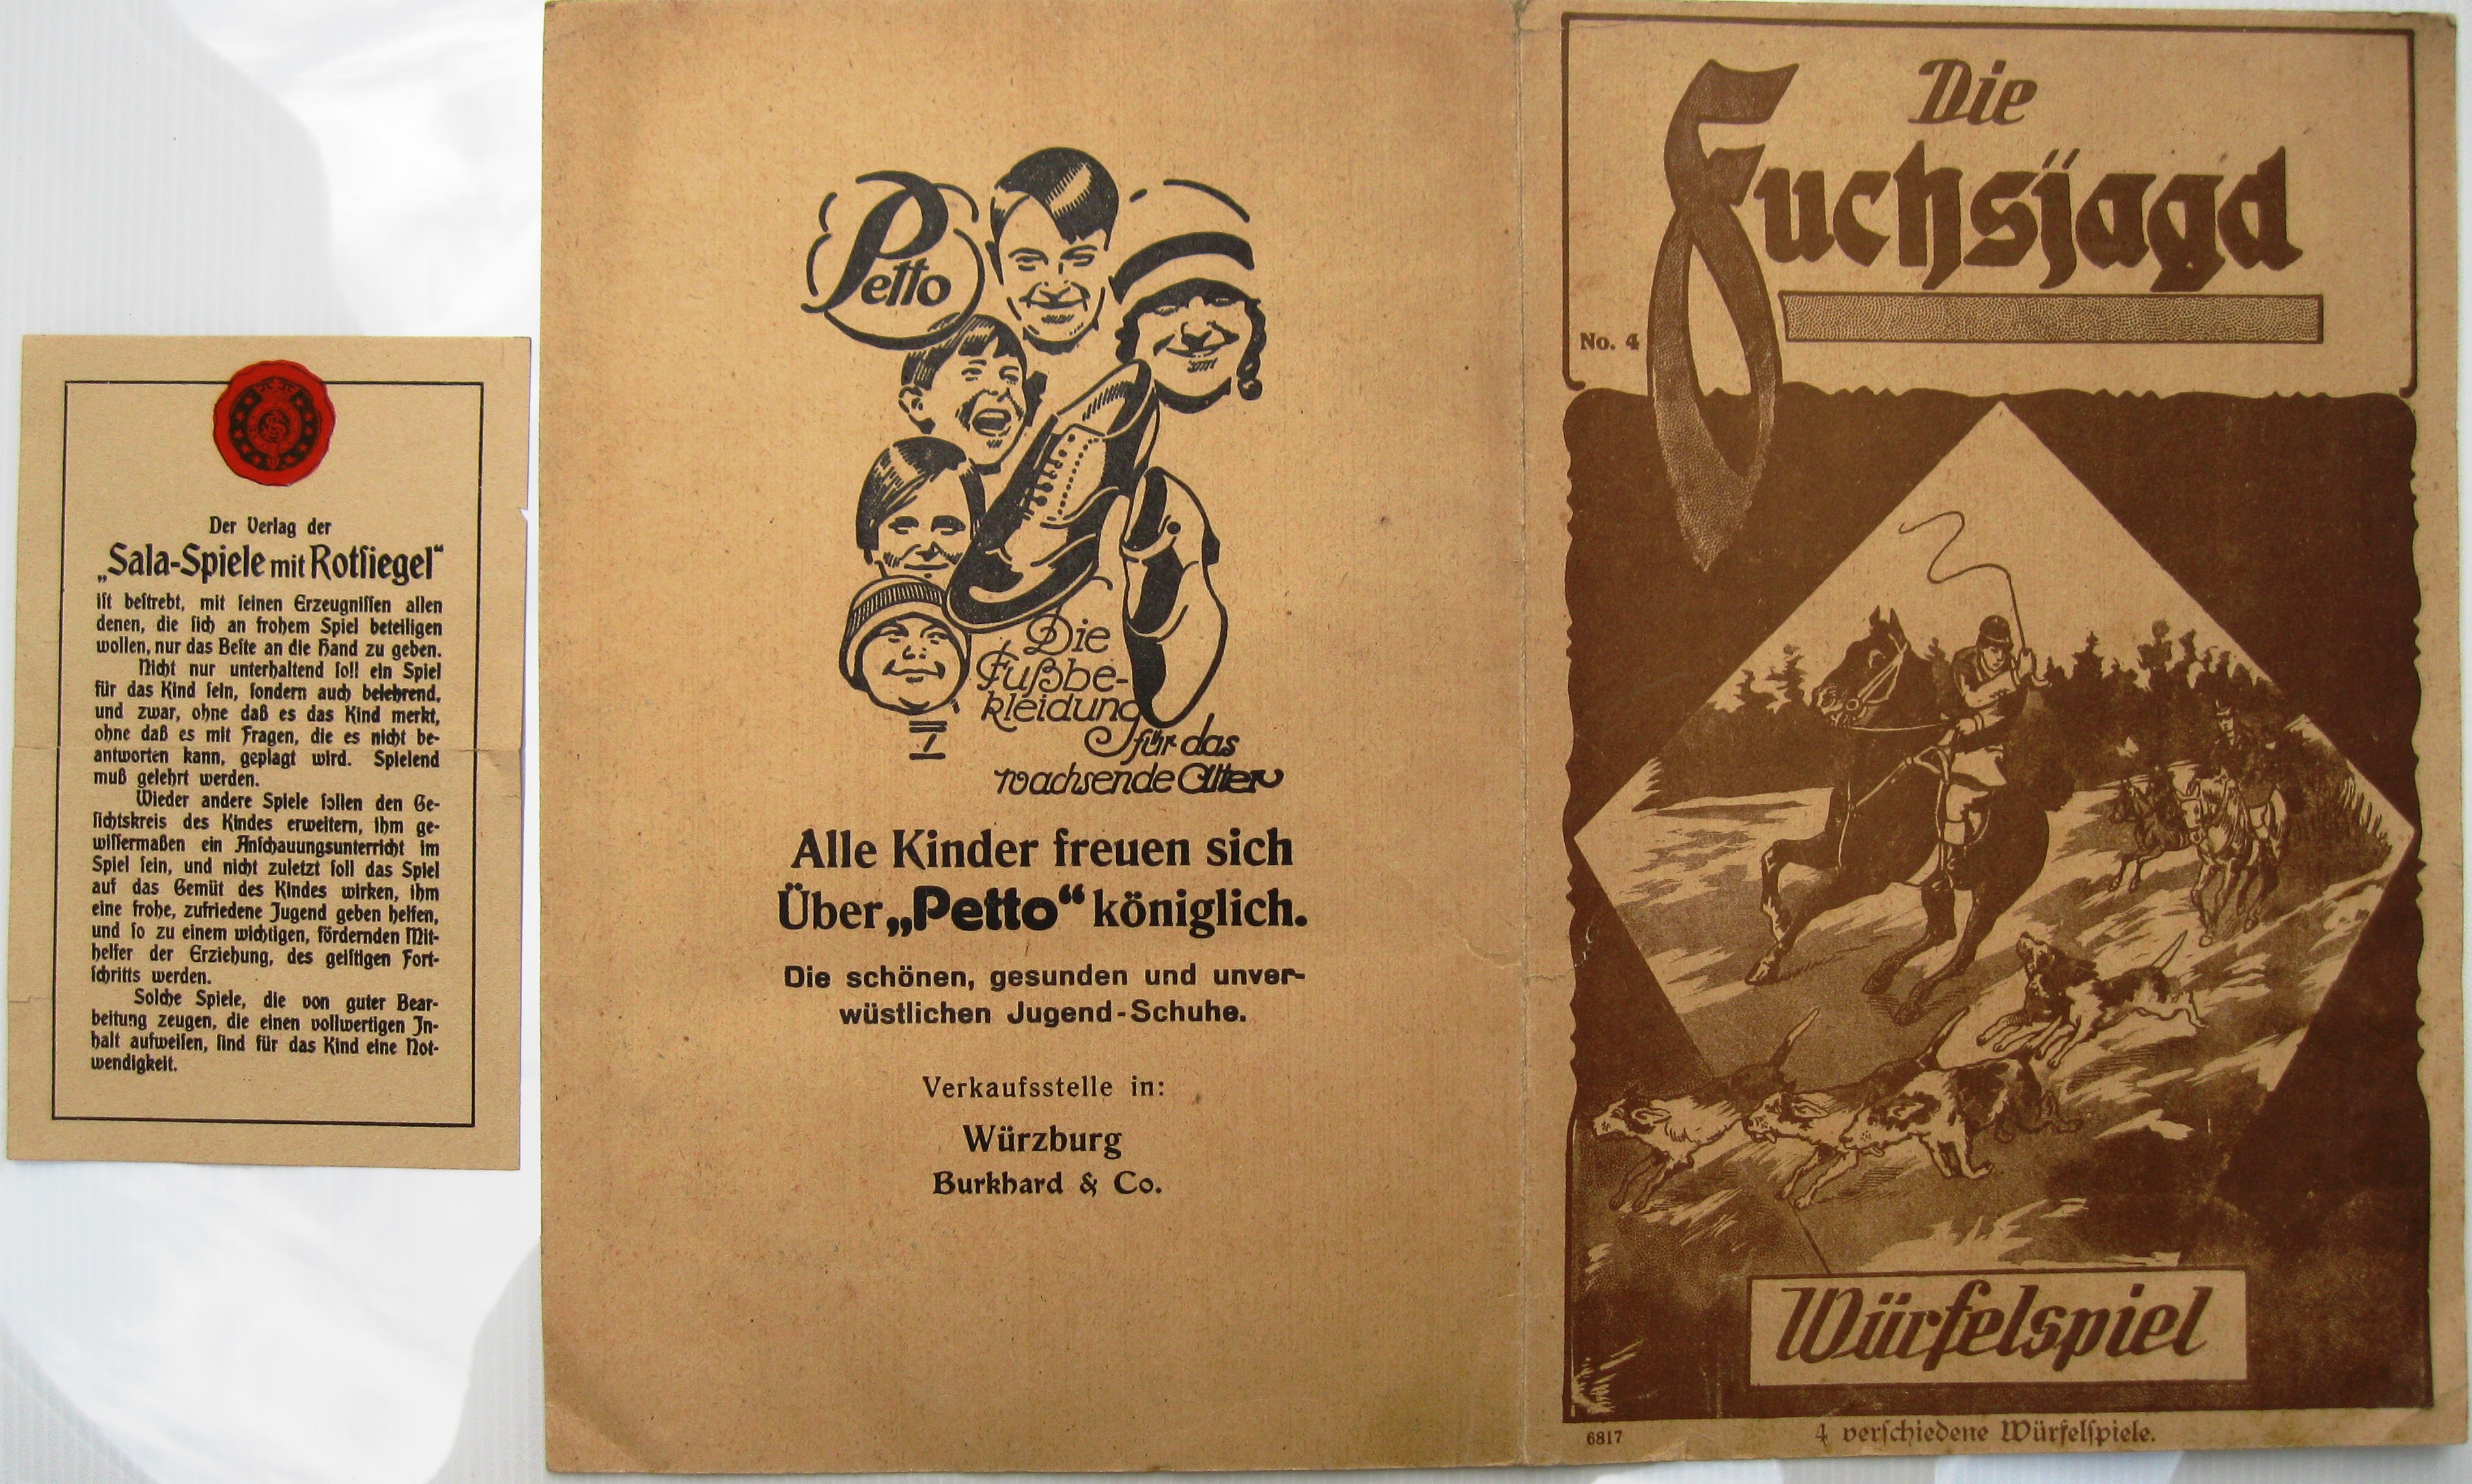 Der Verlag der
„Sala-Spiele mit Rotſiegel“
iſt beſtrebt, mit ſeinen Erzeugniſſen allen
denen, die ſich an frohem Spiel beteiligen
wollen, nur das Beſte an die Hand zu geben.
Nicht nur unterhaltend ſoll ein Spiel
für das Kind ſein, ſondern auch belehrend,
und zwar, ohne daß es das Kind merkt,
ohne daß es mit Fragen, die es nicht be-
antworten kann, geplagt wird. Spielend
muß gelehrt werden.
Wieder andere Spiele ſollen den Ge-
ſichtskreis des Kindes erweitern, ihm ge-
wiſſermaßen ein Anſchauungsunterricht im
Spiel ſein, und nicht zuletzt ſoll das Spiel
auf das Gemüt des Kindes wirken, ihm
eine frohe, zufriedene Jugend geben helfen,
und ſo zu einem wichtigen, fördernden Mit-
helfer der Erziehung, des geiſtigen Fort-
ſchritts werden.
Solche Spiele, die von guter Bear-
beitung zeugen, die einen vollwertigen In-
halt aufweiſen, ſind für das Kind eine Not-
wendigkeit.
Petto
Die
Fußbe-
kleidung
für das
wachsende Alter
I
Alle Kinder freuen sich
Über „Petto“ königlich.
Die schönen, gesunden und unver-
wüstlichen Jugend-Schuhe.
Verkaufsstelle in:
Würzburg
Burkhard & Co.
Die
Fuchsjagd
No. 4
Würfelspiel
6817
4 verſchiedene Würfelſpiele.